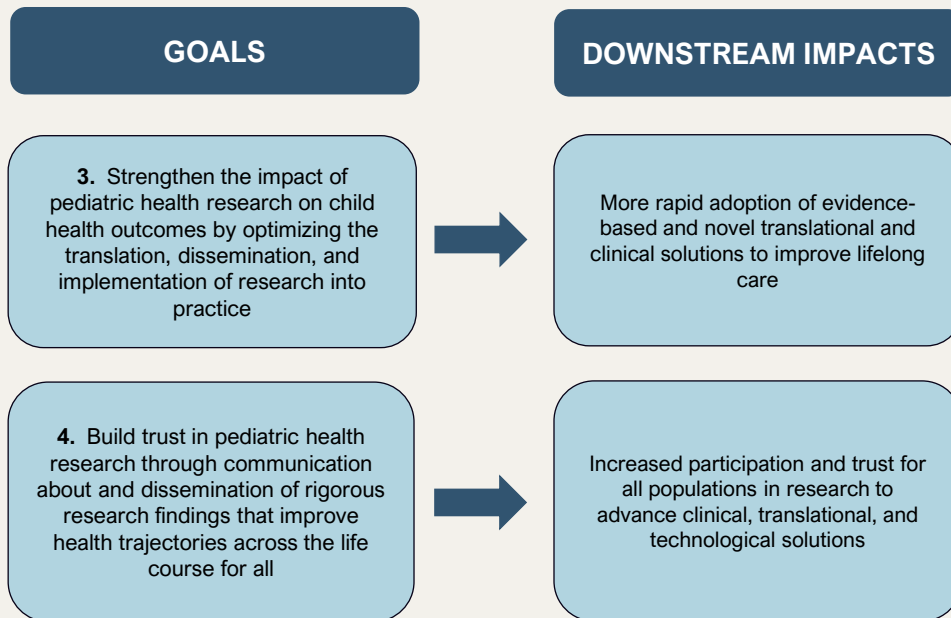 GOALS
DOWNSTREAM IMPACTS
3. Strengthen the impact of
pediatric health research on child
health outcomes by optimizing the
translation, dissemination, and
implementation of research into
practice
More rapid adoption of evidence-
based and novel translational and
clinical solutions to improve lifelong
care
4. Build trust in pediatric health
research through communication
about and dissemination of rigorous
research findings that improve
health trajectories across the life
course for all
Increased participation and trust for
all populations in research to
advance clinical, translational, and
technological solutions